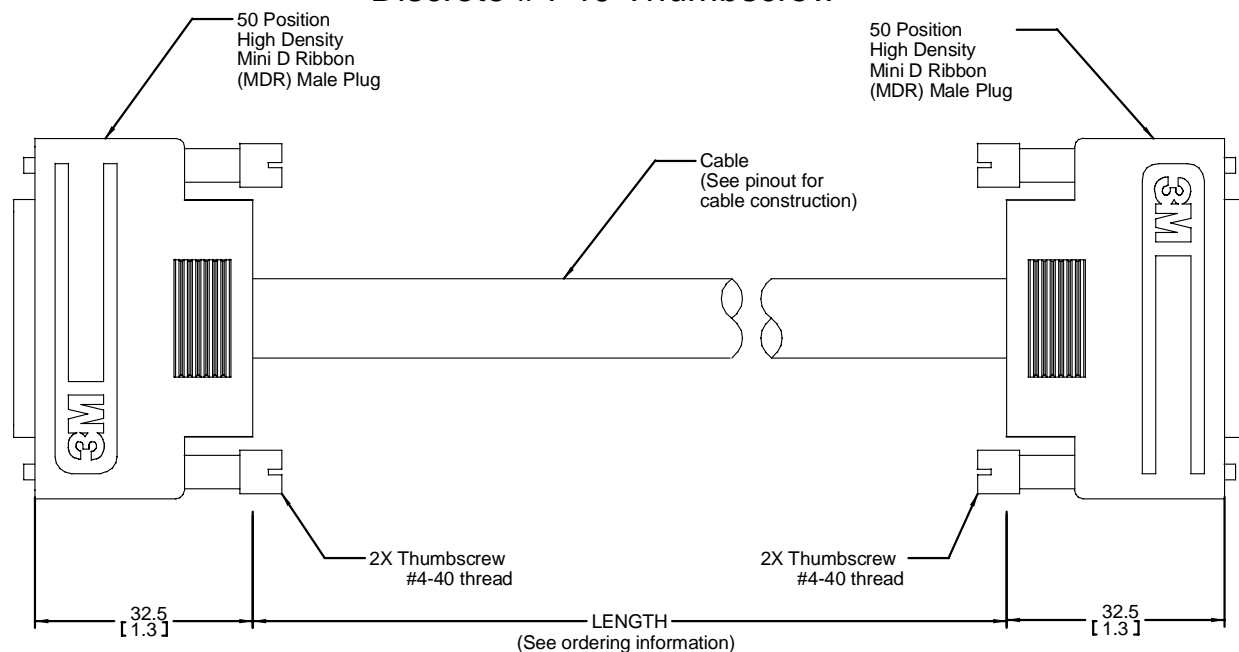 50 Position
High Density
Mini D Ribbon
(MDR) Male Plug
50 Position
High Density
Mini D Ribbon
(MDR) Male Plug
Cable
(See pinout for
cable construction)
3M
3M
2X Thumbscrew
#4-40 thread
2X Thumbscrew
#4-40 thread
32.5
[1.3]
LENGTH
(See ordering information)
32.5
[1.3]